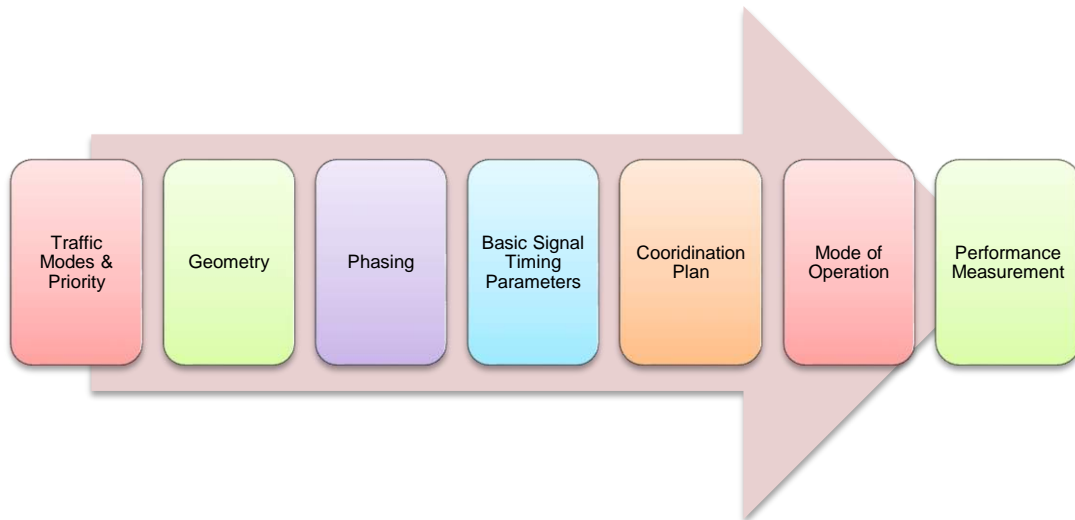 Traffic
Modes &
Priority
Geometry
Phasing
Basic Signal
Timing
Parameters
Cooridination
Plan
Mode of
Operation
Performance
Measurement